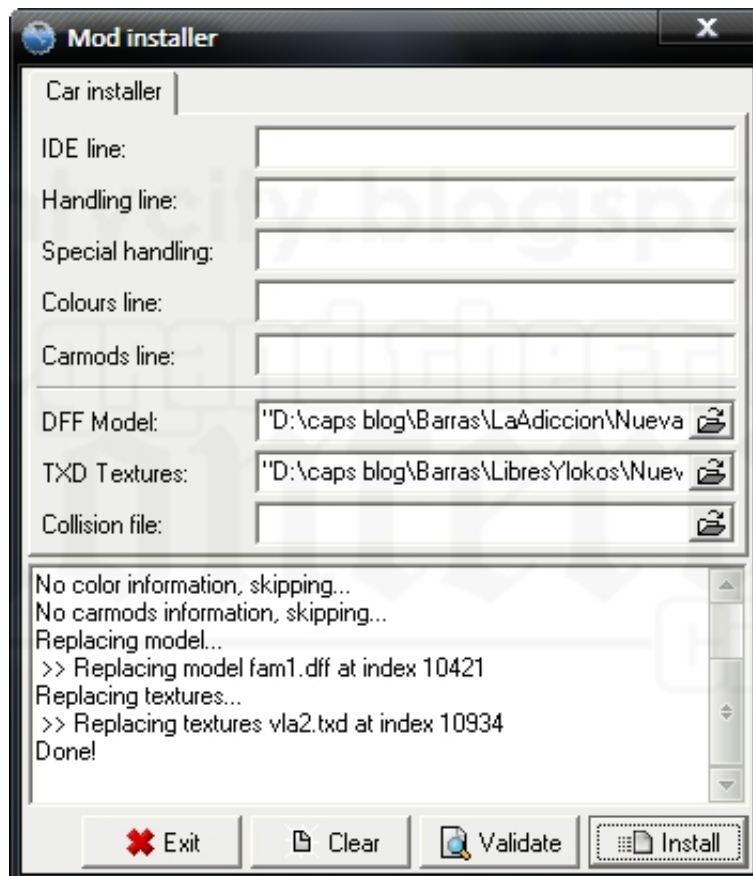 Mod installer
Car installer
IDE line:
Handling line:
Special handling:
Colours line:
Carmods line:
DFF Model: "D:\caps blog\Barras\LaAdiccion\Nueva
TXD Textures: "D:\caps blog\Barras\LibresYlokos\Nuev
Collision file:
No color information, skipping...
No carmods information, skipping...
Replacing model...
>> Replacing model fam1.dff at index 10421
Replacing textures...
>> Replacing textures vla2.txd at index 10934
Done!
Exit Clear Validate Install